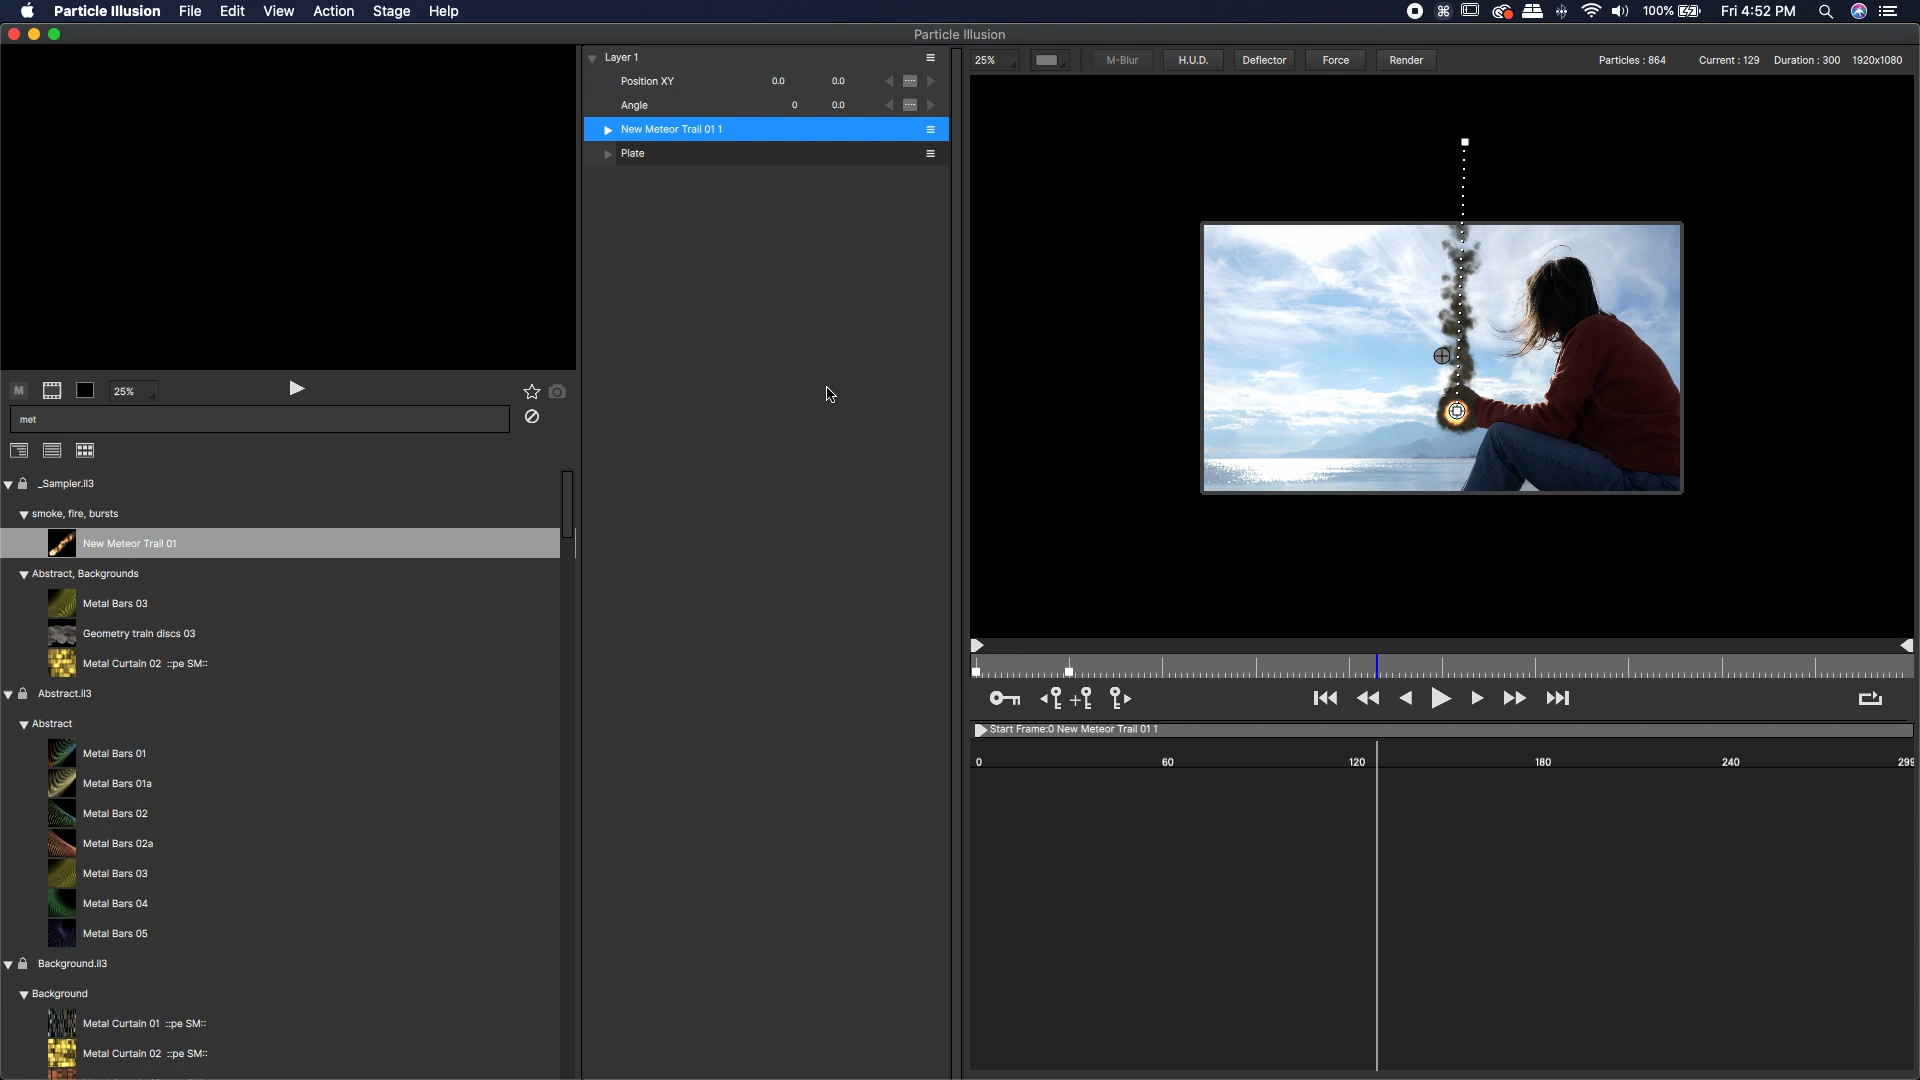 Particle Illusion File Edit View Action Stage Help
100% Fri 4:52 PM
Particle Illusion
M 25%
met
_Sampler.il3
smoke, fire, bursts
New Meteor Trail 01
Abstract, Backgrounds
Metal Bars 03
Geometry train discs 03
Metal Curtain 02 ::pe SM::
Abstract.il3
Abstract
Metal Bars 01
Metal Bars 01a
Metal Bars 02
Metal Bars 02a
Metal Bars 03
Metal Bars 04
Metal Bars 05
Background.il3
Background
Metal Curtain 01 ::pe SM::
Metal Curtain 02 ::pe SM::
Layer 1
Position XY 0.0 0.0
Angle 0 0.0
New Meteor Trail 01 1
Plate
25% M-Blur H.U.D. Deflector Force Render Particles : 864 Current : 129 Duration : 300 1920x1080
Start Frame:0 New Meteor Trail 01 1
0 60 120 180 240 299